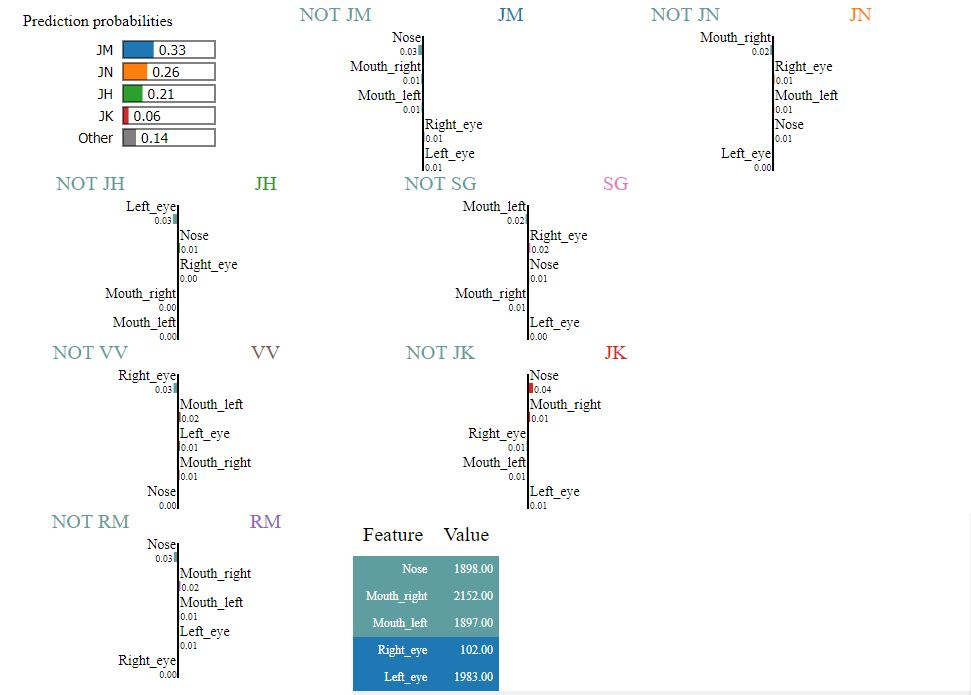 Prediction probabilities
JM 0.33
JN 0.26
JH 0.21
JK 0.06
Other 0.14
NOT JM JM
Nose
0.03
Mouth_right
0.01
Mouth_left
0.01
Right_eye
0.01
Left_eye
0.01
NOT JN JN
Mouth_right
0.02
Right_eye
0.01
Mouth_left
0.01
Nose
0.01
Left_eye
0.00
NOT JH JH
Left_eye
0.03
Nose
0.01
Right_eye
0.00
Mouth_right
0.00
Mouth_left
0.00
NOT SG SG
Mouth_left
0.02
Right_eye
0.02
Nose
0.01
Mouth_right
0.01
Left_eye
0.00
NOT VV VV
Right_eye
0.03
Mouth_left
0.02
Left_eye
0.01
Mouth_right
0.01
Nose
0.00
NOT JK JK
Nose
0.04
Mouth_right
0.01
Right_eye
0.01
Mouth_left
0.01
Left_eye
0.01
NOT RM RM
Nose
0.03
Mouth_right
0.02
Mouth_left
0.01
Left_eye
0.01
Right_eye
0.00
Feature Value
Nose 1898.00
Mouth_right 2152.00
Mouth_left 1897.00
Right_eye 102.00
Left_eye 1983.00